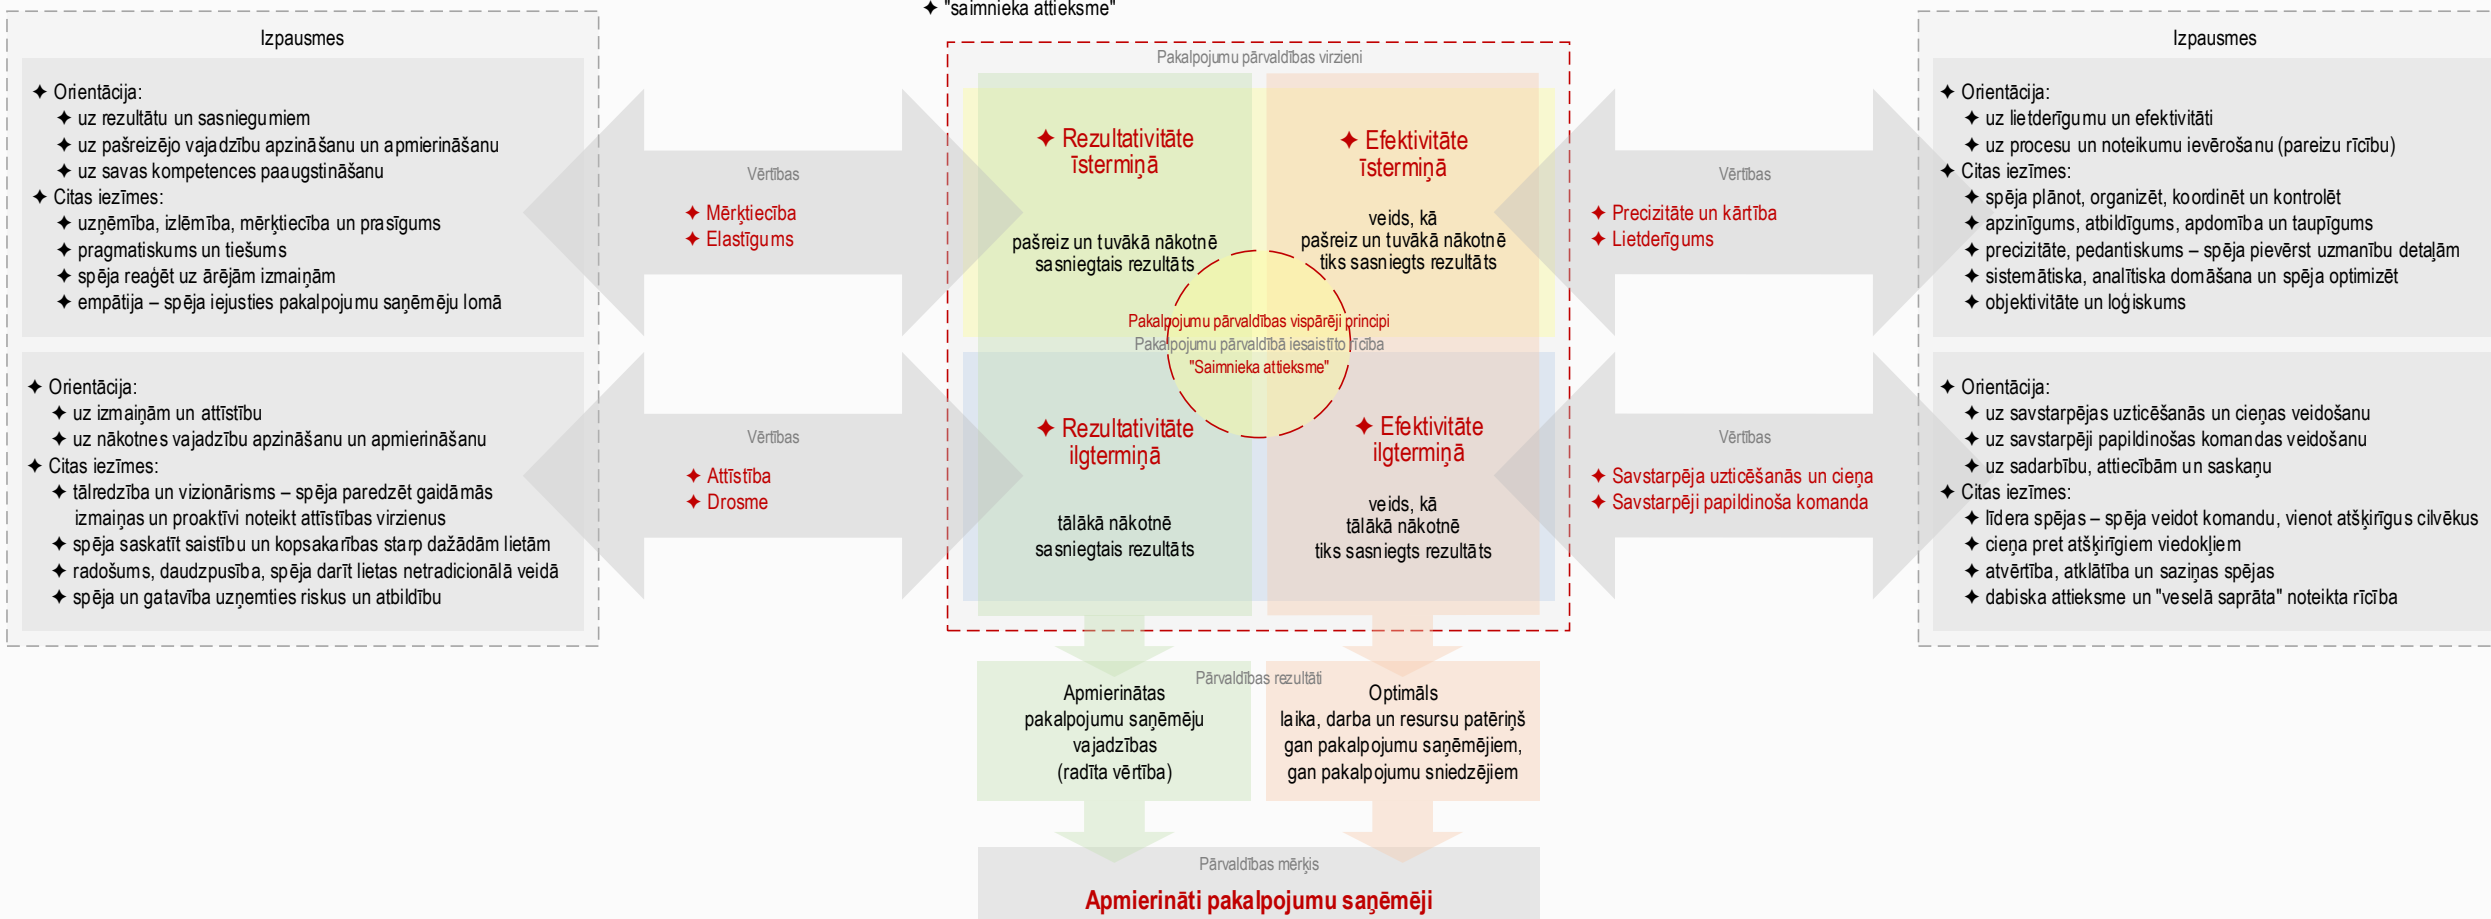 ✦ "saimnieka attieksme"
Izpausmes
✦ Orientācija:
✦ uz rezultātu un sasniegumiem
✦ uz pašreizējo vajadzību apzināšanu un apmierināšanu
✦ uz savas kompetences paaugstināšanu
✦ Citas iezīmes:
✦ uzņēmība, izlēmība, mērķtiecība un prasīgums
✦ pragmatiskums un tiešums
✦ spēja reaģēt uz ārējām izmaiņām
✦ empātija – spēja iejusties pakalpojumu saņēmēju lomā
✦ Orientācija:
✦ uz izmaiņām un attīstību
✦ uz nākotnes vajadzību apzināšanu un apmierināšanu
✦ Citas iezīmes:
✦ tālredzība un vizionārisms – spēja paredzēt gaidāmās
izmaiņas un proaktīvi noteikt attīstības virzienus
✦ spēja saskatīt saistību un kopsakarības starp dažādām lietām
✦ radošums, daudzpusība, spēja darīt lietas netradicionālā veidā
✦ spēja un gatavība uzņemties riskus un atbildību
Vērtības
✦ Mērķtiecība
✦ Elastīgums
Vērtības
✦ Attīstība
✦ Drosme
Pakalpojumu pārvaldības virzieni
✦ Rezultativitāte
īstermiņā
pašreiz un tuvākā nākotnē
sasniegtais rezultāts
✦ Efektivitāte
īstermiņā
veids, kā
pašreiz un tuvākā nākotnē
tiks sasniegts rezultāts
Pakalpojumu pārvaldības vispārēji principi
Pakalpojumu pārvaldībā iesaistīto rīcība
"Saimnieka attieksme"
✦ Rezultativitāte
ilgtermiņā
tālākā nākotnē
sasniegtais rezultāts
✦ Efektivitāte
ilgtermiņā
veids, kā
tālākā nākotnē
tiks sasniegts rezultāts
Vērtības
✦ Precizitāte un kārtība
✦ Lietderīgums
Vērtības
✦ Savstarpēja uzticēšanās un cieņa
✦ Savstarpēji papildinoša komanda
Izpausmes
✦ Orientācija:
✦ uz lietderīgumu un efektivitāti
✦ uz procesu un noteikumu ievērošanu (pareizu rīcību)
✦ Citas iezīmes:
✦ spēja plānot, organizēt, koordinēt un kontrolēt
✦ apzinīgums, atbildīgums, apdomība un taupīgums
✦ precizitāte, pedantiskums – spēja pievērst uzmanību detaļām
✦ sistemātiska, analītiska domāšana un spēja optimizēt
✦ objektivitāte un loģiskums
✦ Orientācija:
✦ uz savstarpējas uzticēšanās un cieņas veidošanu
✦ uz savstarpēji papildinošas komandas veidošanu
✦ uz sadarbību, attiecībām un saskaņu
✦ Citas iezīmes:
✦ līdera spējas – spēja veidot komandu, vienot atšķirīgus cilvēkus
✦ cieņa pret atšķirīgiem viedokļiem
✦ atvērtība, atklātība un saziņas spējas
✦ dabiska attieksme un "veselā saprāta" noteikta rīcība
Pārvaldības rezultāti
Apmierinātas
pakalpojumu saņēmēju
vajadzības
(radīta vērtība)
Optimāls
laika, darba un resursu patēriņš
gan pakalpojumu saņēmējiem,
gan pakalpojumu sniedzējiem
Pārvaldības mērķis
Apmierināti pakalpojumu saņēmēji